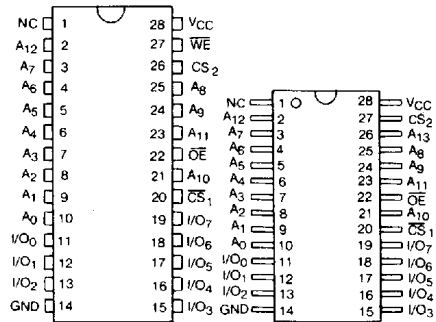 NC 1 28 VCC
A12 2 27 W̅E̅
A7 3 26 CS2
A6 4 25 A8
A5 5 24 A9
A4 6 23 A11
A3 7 22 O̅E̅
A2 8 21 A10
A1 9 20 C̅S̅1
A0 10 19 I/O7
I/O0 11 18 I/O6
I/O1 12 17 I/O5
I/O2 13 16 I/O4
GND 14 15 I/O3
NC 1 28 VCC
A12 2 27 CS2
A7 3 26 A13
A6 4 25 A8
A5 5 24 A9
A4 6 23 A11
A3 7 22 O̅E̅
A2 8 21 A10
A1 9 20 C̅S̅1
A0 10 19 I/O7
I/O0 11 18 I/O6
I/O1 12 17 I/O5
I/O2 13 16 I/O4
GND 14 15 I/O3